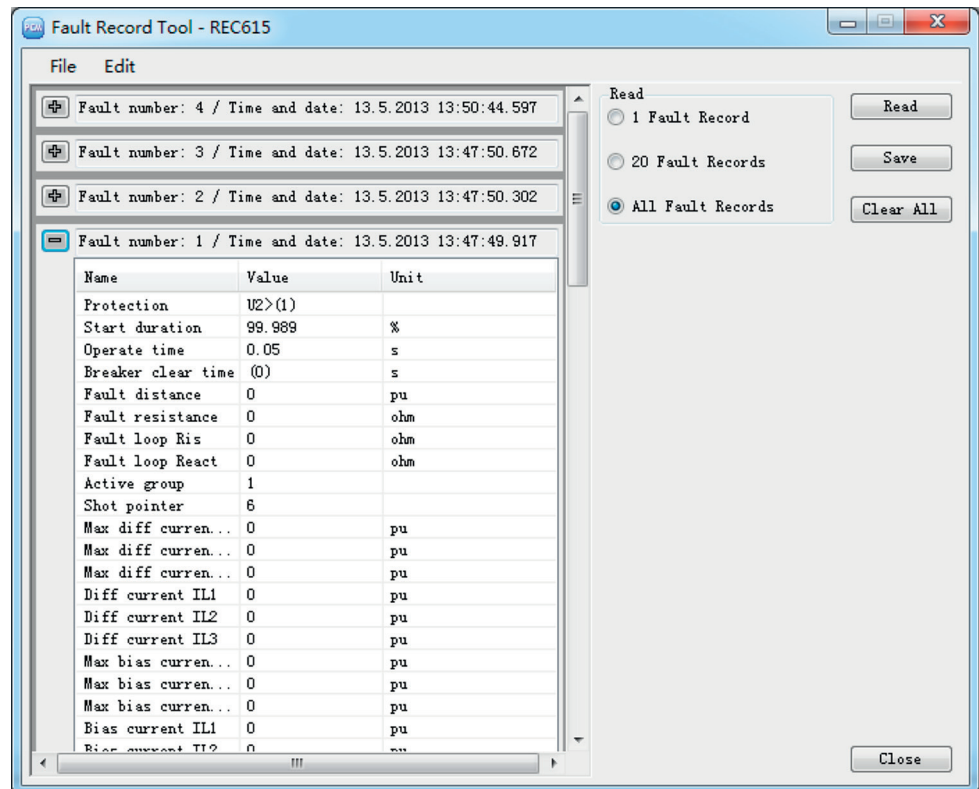 PCM Fault Record Tool - REC615
File Edit
Fault number: 4 / Time and date: 13.5.2013 13:50:44.597
Fault number: 3 / Time and date: 13.5.2013 13:47:50.672
Fault number: 2 / Time and date: 13.5.2013 13:47:50.302
Fault number: 1 / Time and date: 13.5.2013 13:47:49.917
Name Value Unit
Protection U2>(1)
Start duration 99.989 %
Operate time 0.05 s
Breaker clear time (0) s
Fault distance 0 pu
Fault resistance 0 ohm
Fault loop Ris 0 ohm
Fault loop React 0 ohm
Active group 1
Shot pointer 6
Max diff curren... 0 pu
Max diff curren... 0 pu
Max diff curren... 0 pu
Diff current IL1 0 pu
Diff current IL2 0 pu
Diff current IL3 0 pu
Max bias curren... 0 pu
Max bias curren... 0 pu
Max bias curren... 0 pu
Bias current IL1 0 pu
Bias current IL2 0 pu
Read
1 Fault Record
20 Fault Records
All Fault Records
Read
Save
Clear All
Close